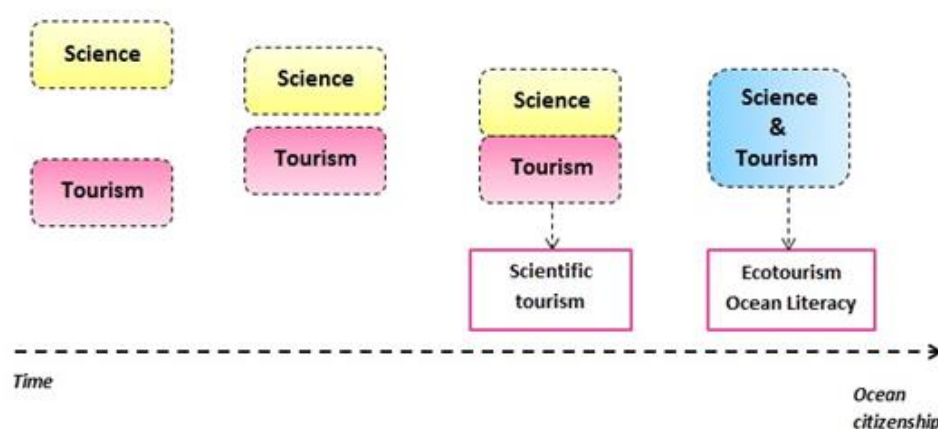 Science
Tourism
Science
Tourism
Science
Tourism
Scientific
tourism
Science
&
Tourism
Ecotourism
Ocean Literacy
Time
Ocean
citizenship